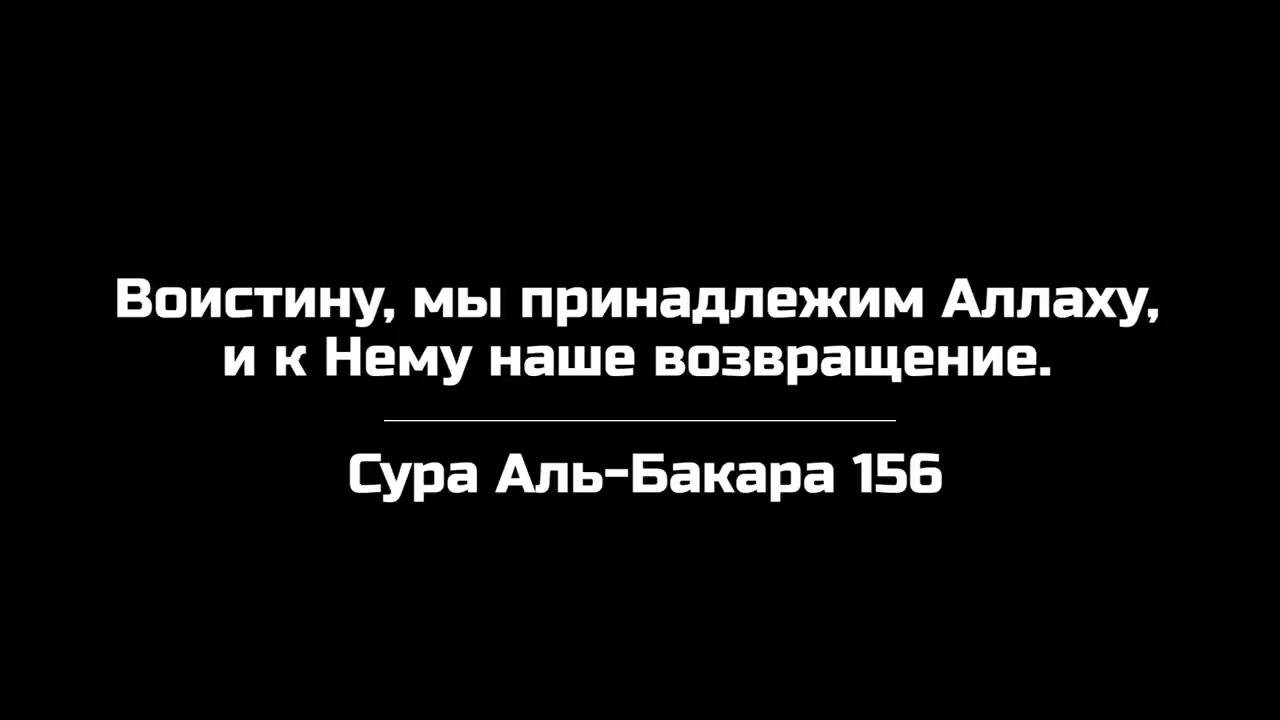 Воистину, мы принадлежим Аллаху,
и к Нему наше возвращение.
Сура Аль-Бакара 156